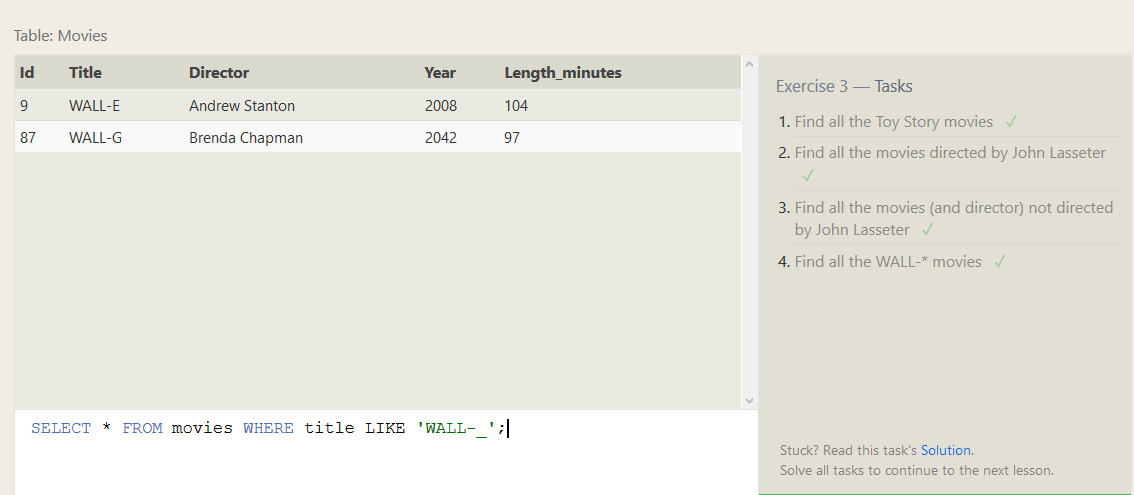 Table: Movies
Id Title Director Year Length_minutes
9 WALL-E Andrew Stanton 2008 104
87 WALL-G Brenda Chapman 2042 97
SELECT * FROM movies WHERE title LIKE 'WALL-_';
Exercise 3 — Tasks
1. Find all the Toy Story movies ✓
2. Find all the movies directed by John Lasseter
✓
3. Find all the movies (and director) not directed
by John Lasseter ✓
4. Find all the WALL-* movies ✓
Stuck? Read this task's Solution.
Solve all tasks to continue to the next lesson.